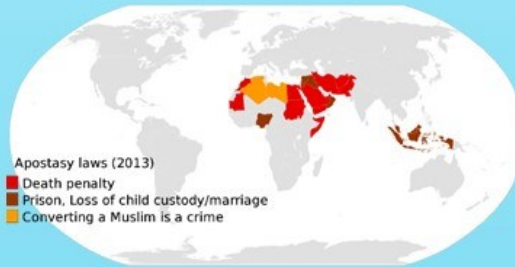 Apostasy laws (2013)
Death penalty
Prison, Loss of child custody/marriage
Converting a Muslim is a crime